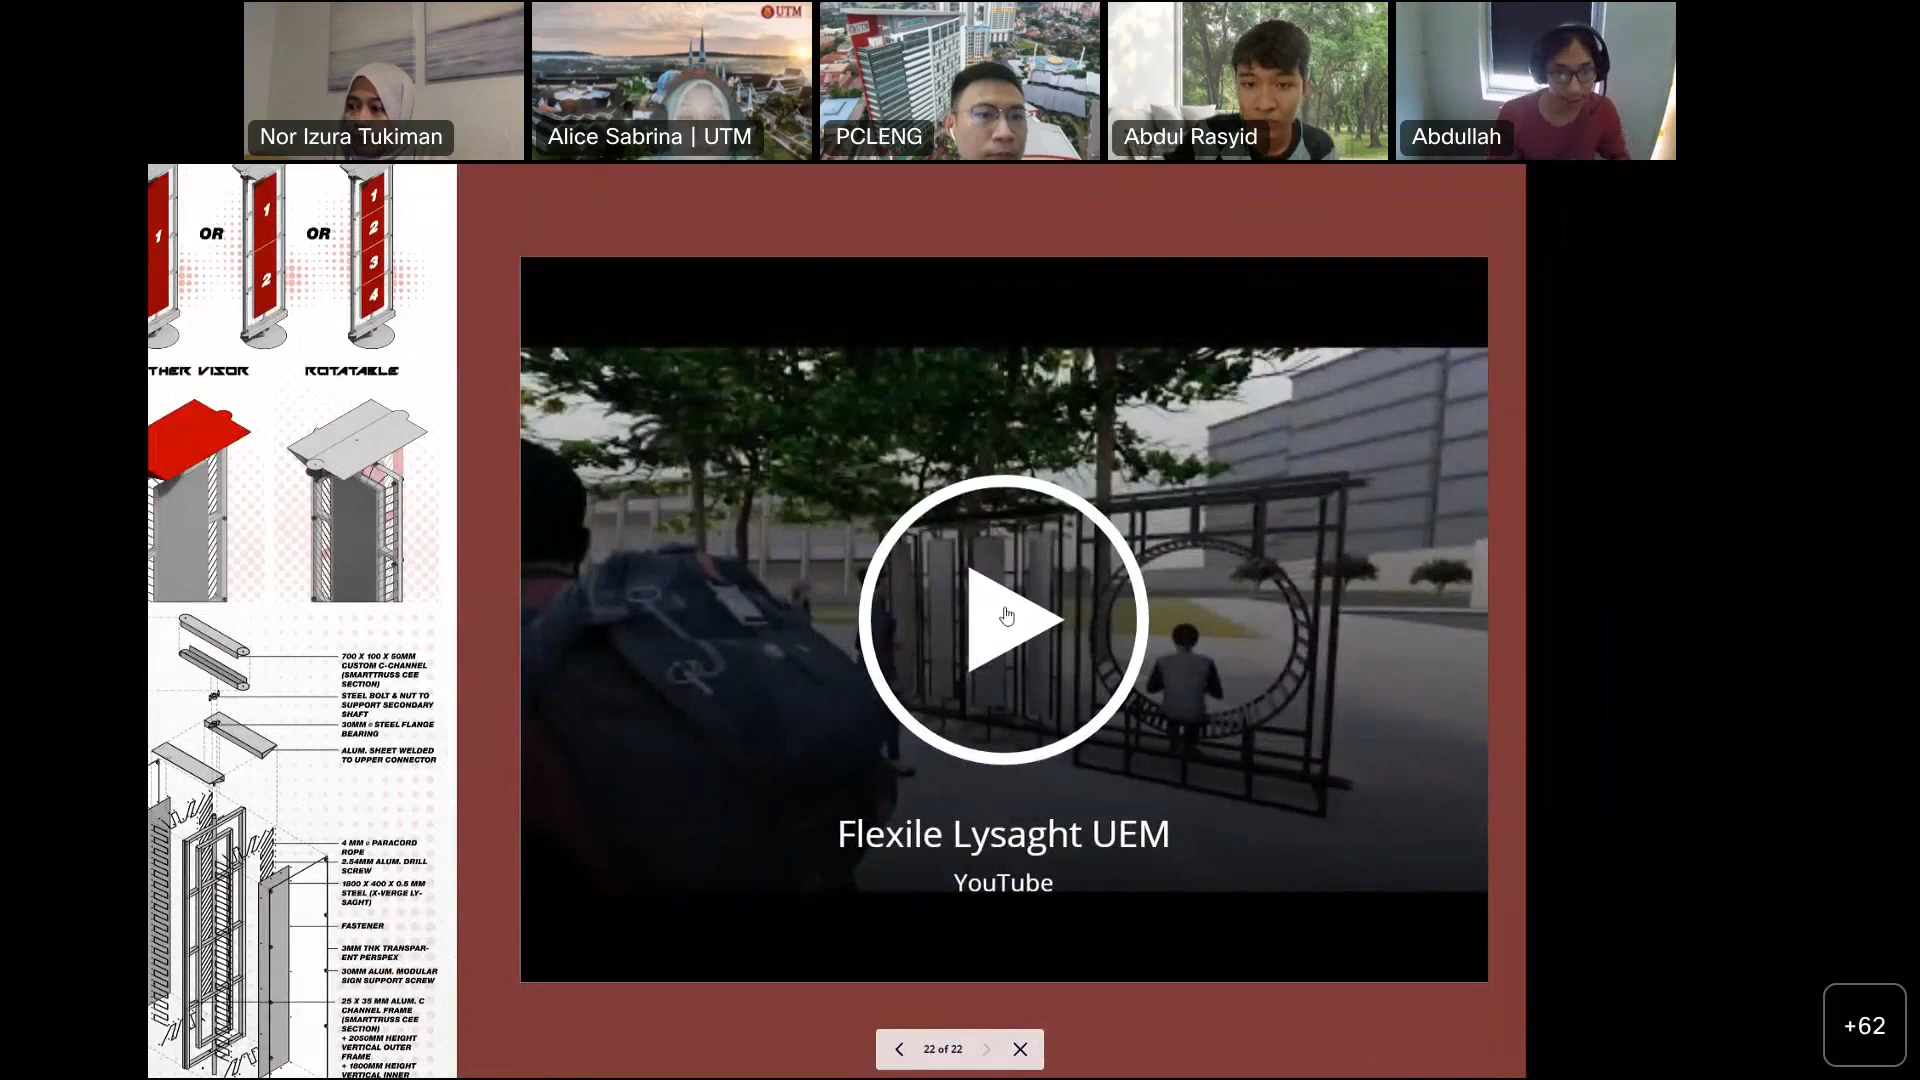 UTM
UTM
Nor Izura Tukiman
Alice Sabrina | UTM
PCLENG
Abdul Rasyid
Abdullah
1
OR
1
2
OR
1
2
3
4
THER VISOR
ROTATABLE
700 X 100 X 50MM
CUSTOM C-CHANNEL
(SMARTTRUSS CEE
SECTION)
STEEL BOLT & NUT TO
SUPPORT SECONDARY
SHAFT
30MM ⌀ STEEL FLANGE
BEARING
ALUM. SHEET WELDED
TO UPPER CONNECTOR
4 MM ⌀ PARACORD
ROPE
2.54MM ALUM. DRILL
SCREW
1800 X 400 X 0.5 MM
STEEL (X-VERGE LY-
SAGHT)
FASTENER
3MM THK TRANSPAR-
ENT PERSPEX
30MM ALUM. MODULAR
SIGN SUPPORT SCREW
25 X 35 MM ALUM. C
CHANNEL FRAME
(SMARTTRUSS CEE
SECTION)
+ 2050MM HEIGHT
VERTICAL OUTER
FRAME
+ 1800MM HEIGHT
VERTICAL INNER
Flexile Lysaght UEM
YouTube
22 of 22
+62